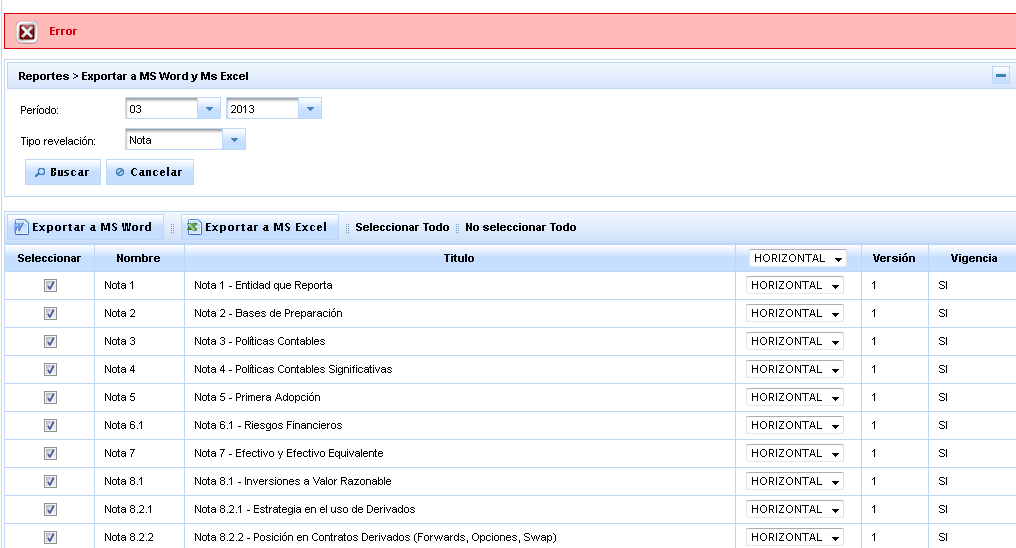 Error
Reportes > Exportar a MS Word y Ms Excel
Período: 03 2013
Tipo revelación: Nota
Buscar Cancelar
Exportar a MS Word Exportar a MS Excel Seleccionar Todo No seleccionar Todo
Seleccionar Nombre Titulo HORIZONTAL Versión Vigencia
Nota 1 Nota 1 - Entidad que Reporta HORIZONTAL 1 SI
Nota 2 Nota 2 - Bases de Preparación HORIZONTAL 1 SI
Nota 3 Nota 3 - Políticas Contables HORIZONTAL 1 SI
Nota 4 Nota 4 - Políticas Contables Significativas HORIZONTAL 1 SI
Nota 5 Nota 5 - Primera Adopción HORIZONTAL 1 SI
Nota 6.1 Nota 6.1 - Riesgos Financieros HORIZONTAL 1 SI
Nota 7 Nota 7 - Efectivo y Efectivo Equivalente HORIZONTAL 1 SI
Nota 8.1 Nota 8.1 - Inversiones a Valor Razonable HORIZONTAL 1 SI
Nota 8.2.1 Nota 8.2.1 - Estrategia en el uso de Derivados HORIZONTAL 1 SI
Nota 8.2.2 Nota 8.2.2 - Posición en Contratos Derivados (Forwards, Opciones, Swap) HORIZONTAL 1 SI